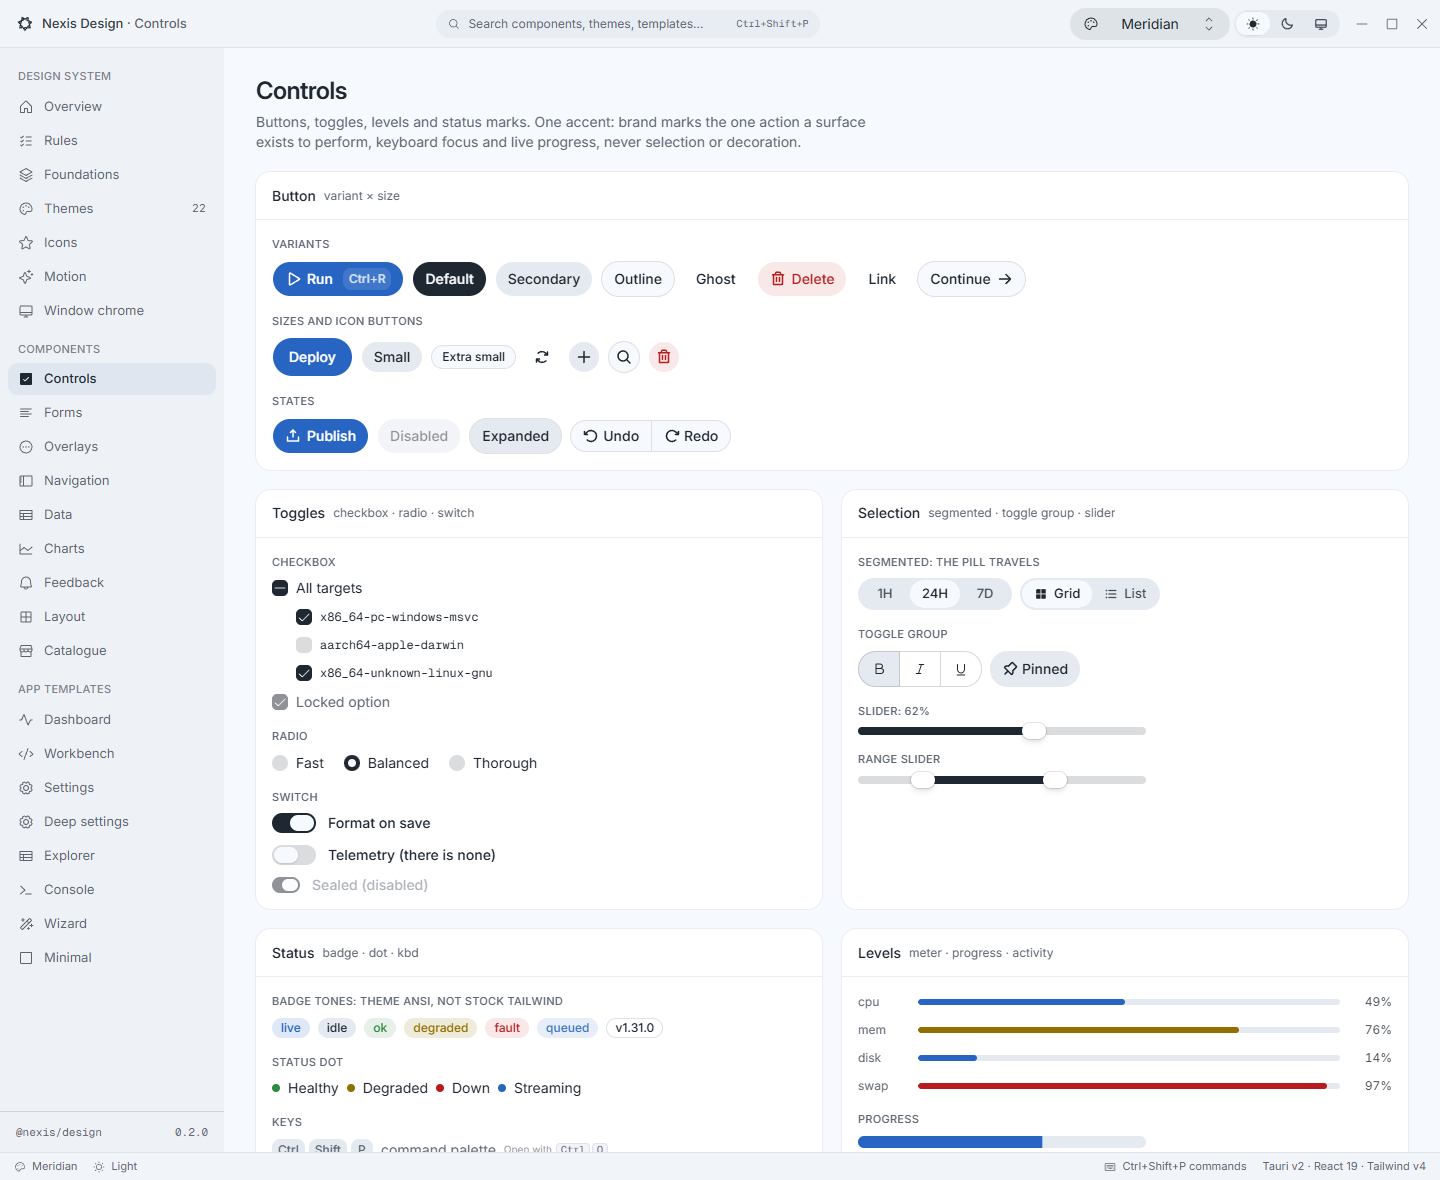 Nexis Design · Controls
Search components, themes, templates... Ctrl+Shift+P
Meridian
DESIGN SYSTEM
Overview
Rules
Foundations
Themes 22
Icons
Motion
Window chrome
COMPONENTS
Controls
Forms
Overlays
Navigation
Data
Charts
Feedback
Layout
Catalogue
APP TEMPLATES
Dashboard
Workbench
Settings
Deep settings
Explorer
Console
Wizard
Minimal
@nexis/design 0.2.0
Controls
Buttons, toggles, levels and status marks. One accent: brand marks the one action a surface
exists to perform, keyboard focus and live progress, never selection or decoration.
Button variant × size
VARIANTS
Run Ctrl+R Default Secondary Outline Ghost Delete Link Continue
SIZES AND ICON BUTTONS
Deploy Small Extra small
STATES
Publish Disabled Expanded Undo Redo
Toggles checkbox · radio · switch
CHECKBOX
All targets
x86_64-pc-windows-msvc
aarch64-apple-darwin
x86_64-unknown-linux-gnu
Locked option
RADIO
Fast Balanced Thorough
SWITCH
Format on save
Telemetry (there is none)
Sealed (disabled)
Selection segmented · toggle group · slider
SEGMENTED: THE PILL TRAVELS
1H 24H 7D Grid List
TOGGLE GROUP
B I U Pinned
SLIDER: 62%
RANGE SLIDER
Status badge · dot · kbd
BADGE TONES: THEME ANSI, NOT STOCK TAILWIND
live idle ok degraded fault queued v1.31.0
STATUS DOT
Healthy Degraded Down Streaming
KEYS
Ctrl Shift P command palette Open with Ctrl O
Levels meter · progress · activity
cpu 49%
mem 76%
disk 14%
swap 97%
PROGRESS
Meridian Light
Ctrl+Shift+P commands Tauri v2 · React 19 · Tailwind v4